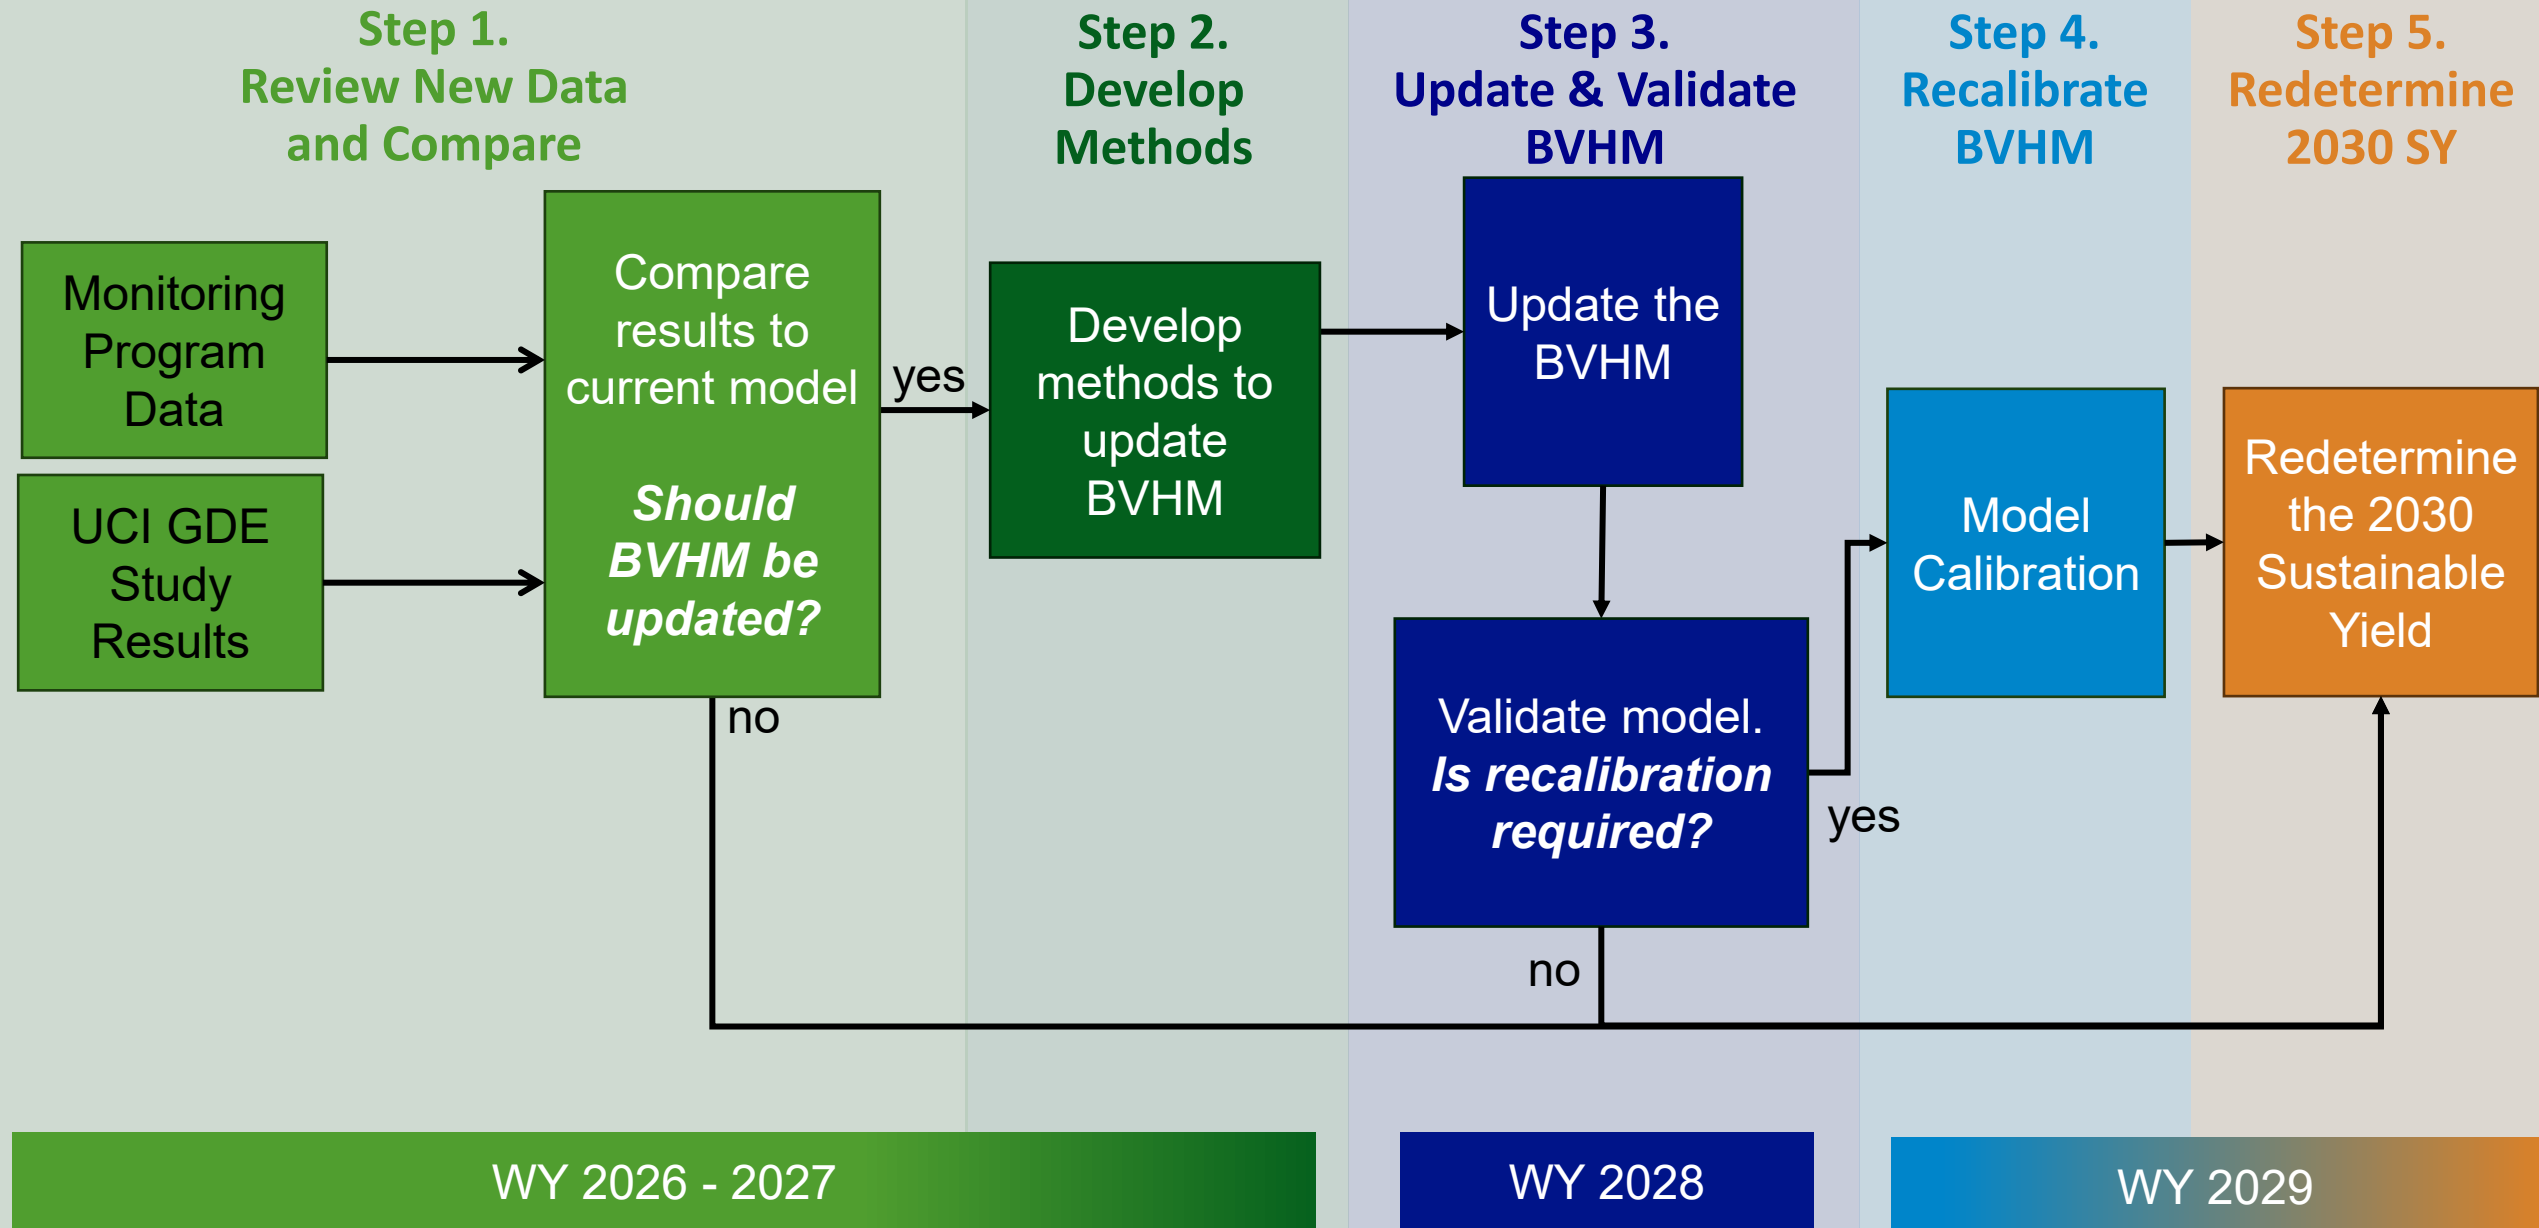 Step 1.
Review New Data
and Compare
Step 2.
Develop
Methods
Step 3.
Update & Validate
BVHM
Step 4.
Recalibrate
BVHM
Step 5.
Redetermine
2030 SY
Monitoring
Program
Data
UCI GDE
Study
Results
Compare
results to
current model
Should
BVHM be
updated?
yes
no
Develop
methods to
update
BVHM
Update the
BVHM
Validate model.
Is recalibration
required?
yes
no
Model
Calibration
Redetermine
the 2030
Sustainable
Yield
WY 2026 - 2027
WY 2028
WY 2029